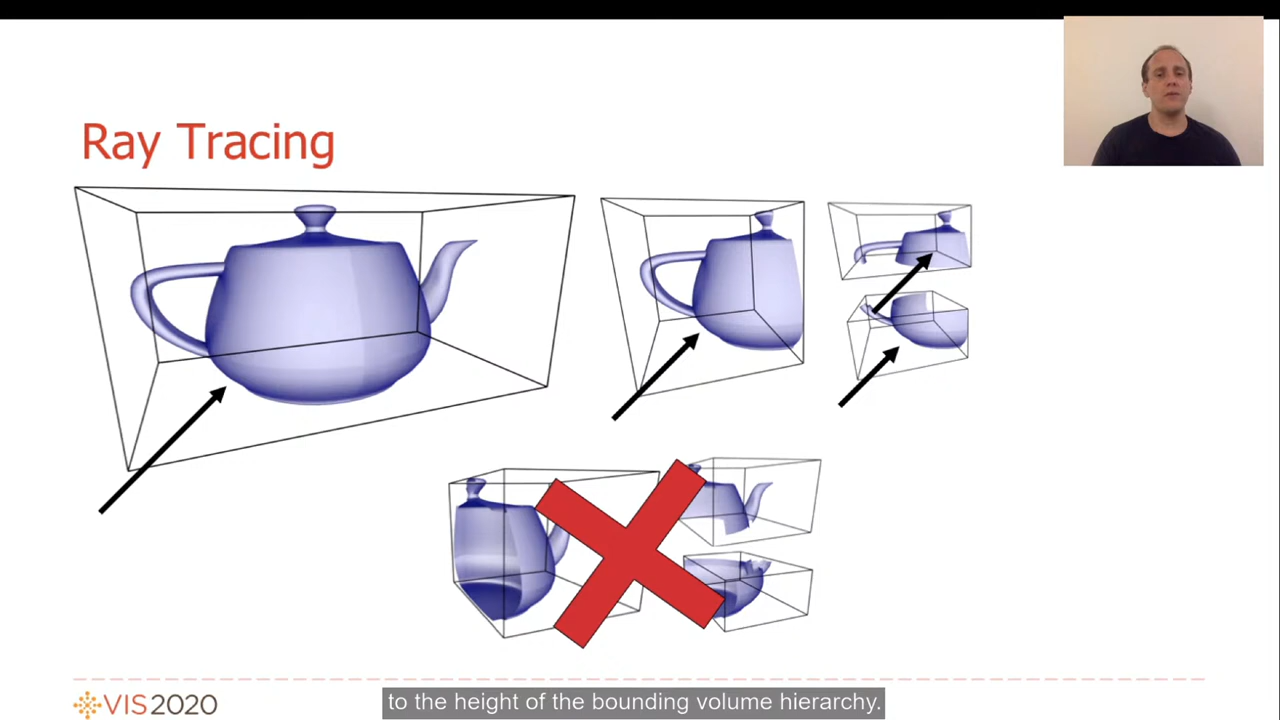 Ray Tracing
VIS2020
to the height of the bounding volume hierarchy.